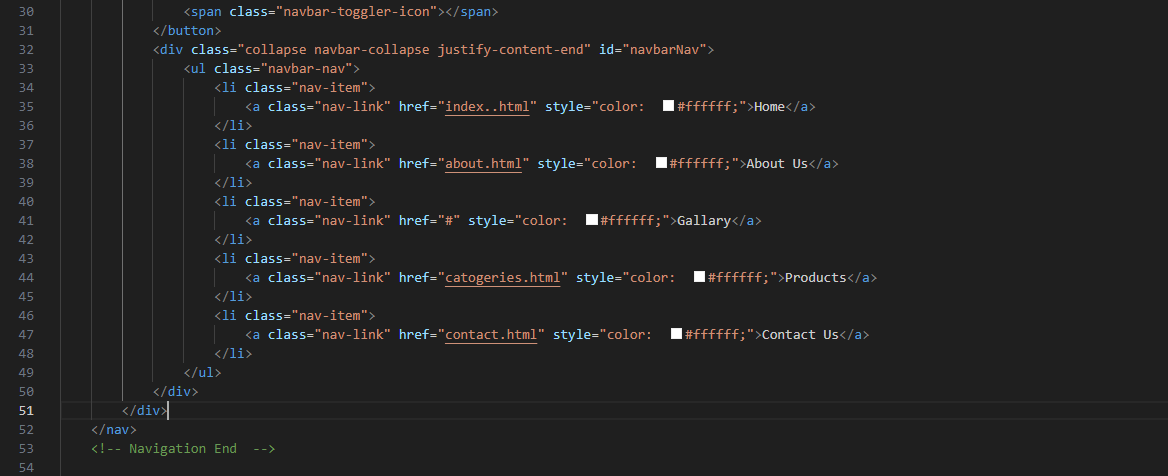 30 <span class="navbar-toggler-icon"></span>
31 </button>
32 <div class="collapse navbar-collapse justify-content-end" id="navbarNav">
33 <ul class="navbar-nav">
34 <li class="nav-item">
35 <a class="nav-link" href="index..html" style="color: #ffffff;">Home</a>
36 </li>
37 <li class="nav-item">
38 <a class="nav-link" href="about.html" style="color: #ffffff;">About Us</a>
39 </li>
40 <li class="nav-item">
41 <a class="nav-link" href="#" style="color: #ffffff;">Gallary</a>
42 </li>
43 <li class="nav-item">
44 <a class="nav-link" href="catogeries.html" style="color: #ffffff;">Products</a>
45 </li>
46 <li class="nav-item">
47 <a class="nav-link" href="contact.html" style="color: #ffffff;">Contact Us</a>
48 </li>
49 </ul>
50 </div>
51 </div>
52 </nav>
53 <!-- Navigation End -->
54